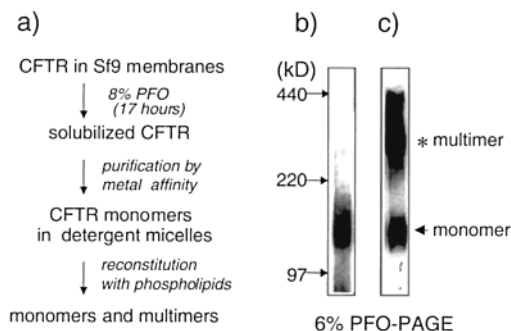 a)
CFTR in Sf9 membranes
8% PFO
(17 hours)
solubilized CFTR
purification by
metal affinity
CFTR monomers
in detergent micelles
reconstitution
with phospholipids
monomers and multimers
b) c)
(kD)
440
220
97
* multimer
monomer
6% PFO-PAGE